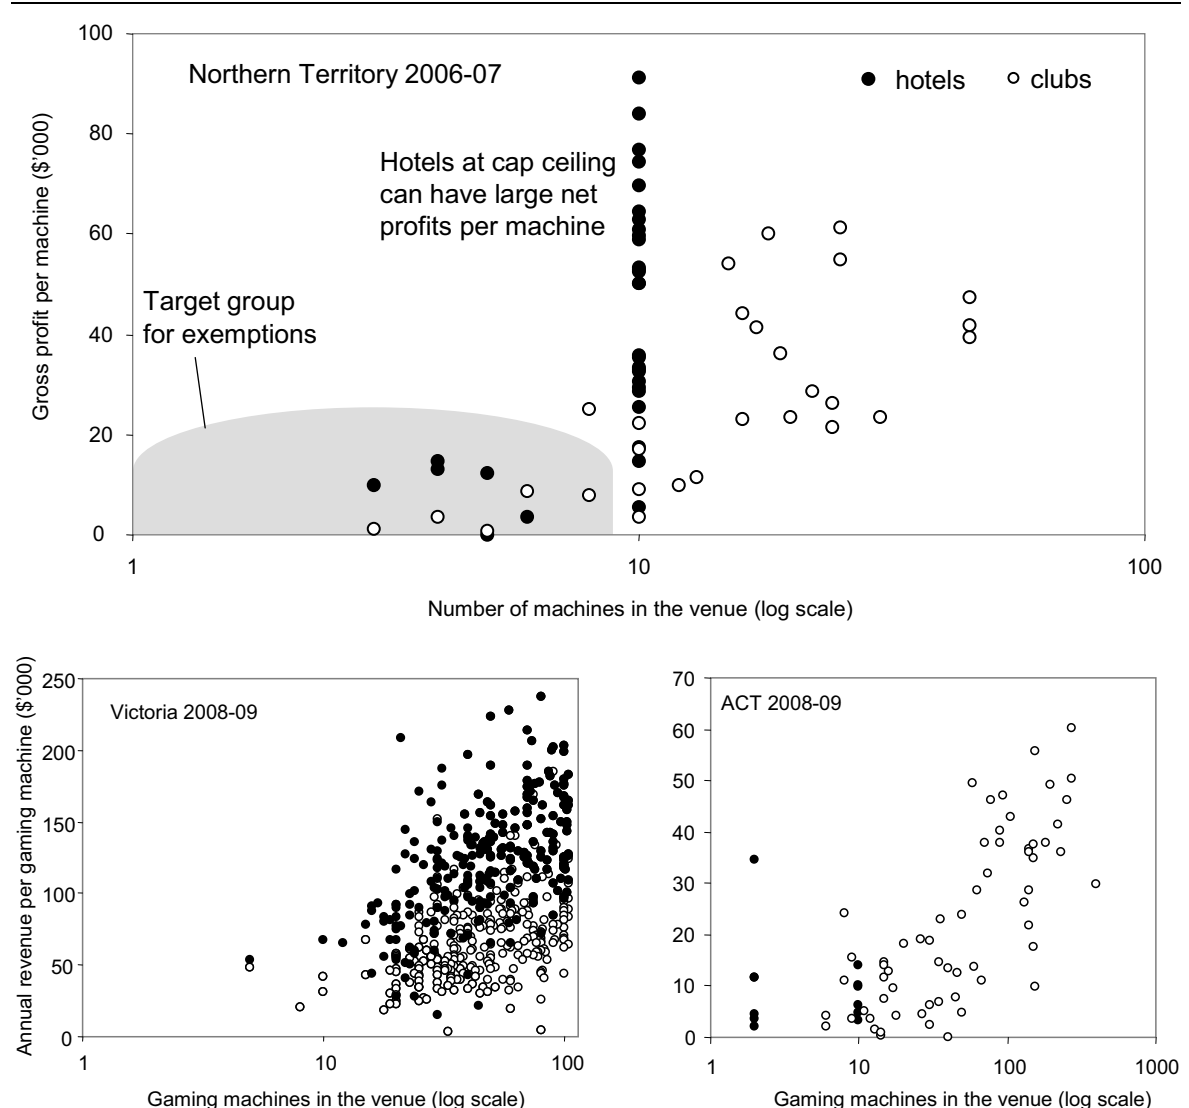 100
Northern Territory 2006-07
hotels
clubs
80
Hotels at cap ceiling
can have large net
profits per machine
60
Target group
for exemptions
40
20
0
Gross profit per machine ($'000)
1
10
100
Number of machines in the venue (log scale)
250
Victoria 2008-09
200
150
100
50
0
Annual revenue per gaming machine ($'000)
1
10
100
Gaming machines in the venue (log scale)
70
ACT 2008-09
60
50
40
30
20
10
0
1
10
100
1000
Gaming machines in the venue (log scale)